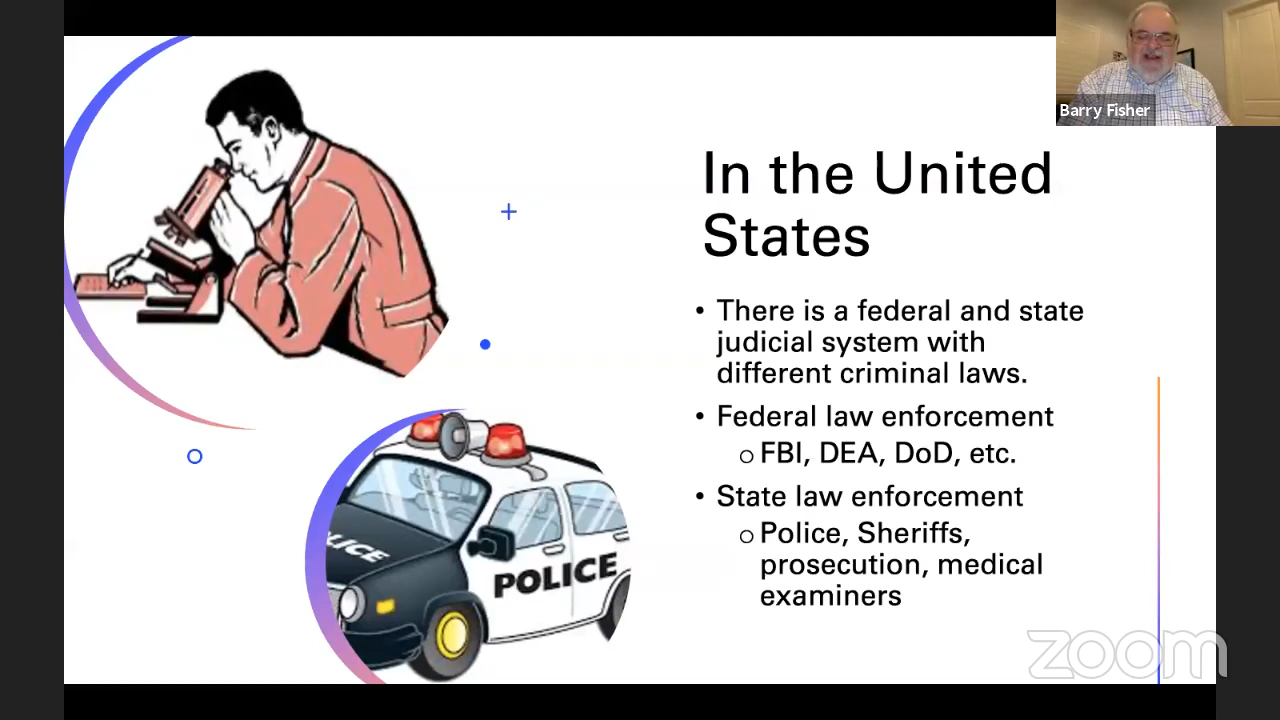 Barry Fisher
In the United
States
• There is a federal and state
judicial system with
different criminal laws.
• Federal law enforcement
o FBI, DEA, DoD, etc.
• State law enforcement
o Police, Sheriffs,
prosecution, medical
examiners
LICE
POLICE
zoom